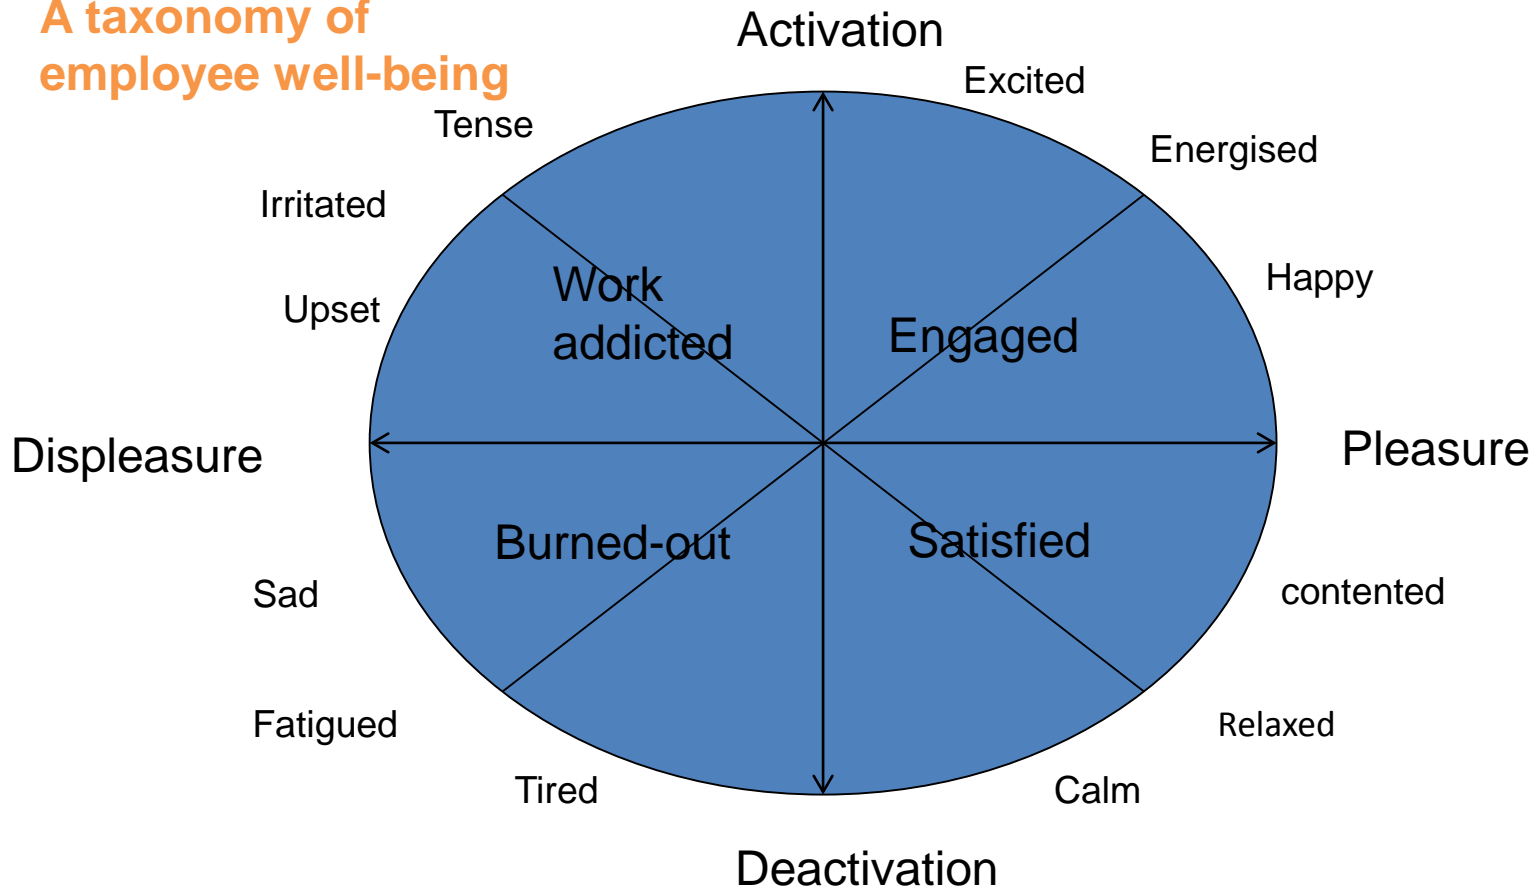 A taxonomy of
employee well-being
Activation
Excited
Tense
Energised
Irritated
Happy
Upset
Work
addicted
Engaged
Displeasure
Pleasure
Burned-out
Satisfied
Sad
contented
Fatigued
Relaxed
Tired
Calm
Deactivation